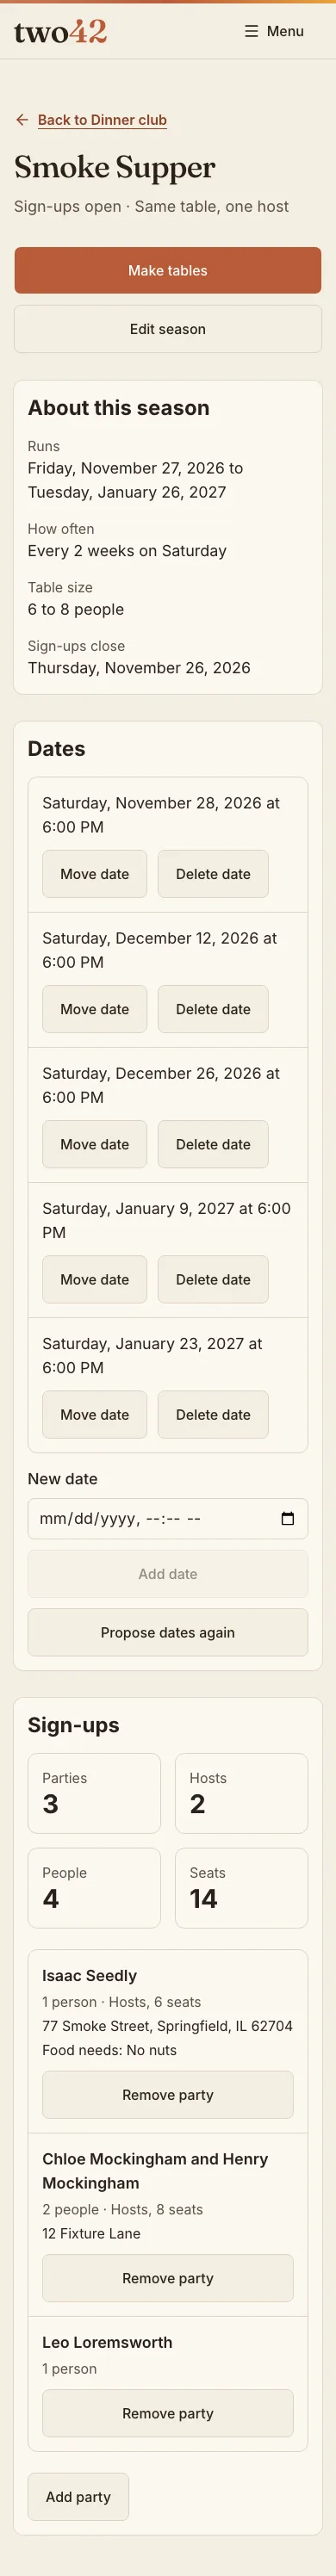 two42
Menu
Back to Dinner club
Smoke Supper
Sign-ups open · Same table, one host
Make tables
Edit season
About this season
Runs
Friday, November 27, 2026 to
Tuesday, January 26, 2027
How often
Every 2 weeks on Saturday
Table size
6 to 8 people
Sign-ups close
Thursday, November 26, 2026
Dates
Saturday, November 28, 2026 at
6:00 PM
Move date
Delete date
Saturday, December 12, 2026 at
6:00 PM
Move date
Delete date
Saturday, December 26, 2026 at
6:00 PM
Move date
Delete date
Saturday, January 9, 2027 at 6:00
PM
Move date
Delete date
Saturday, January 23, 2027 at
6:00 PM
Move date
Delete date
New date
mm/dd/yyyy, --:-- --
Add date
Propose dates again
Sign-ups
Parties
3
Hosts
2
People
4
Seats
14
Isaac Seedly
1 person · Hosts, 6 seats
77 Smoke Street, Springfield, IL 62704
Food needs: No nuts
Remove party
Chloe Mockingham and Henry
Mockingham
2 people · Hosts, 8 seats
12 Fixture Lane
Remove party
Leo Loremsworth
1 person
Remove party
Add party